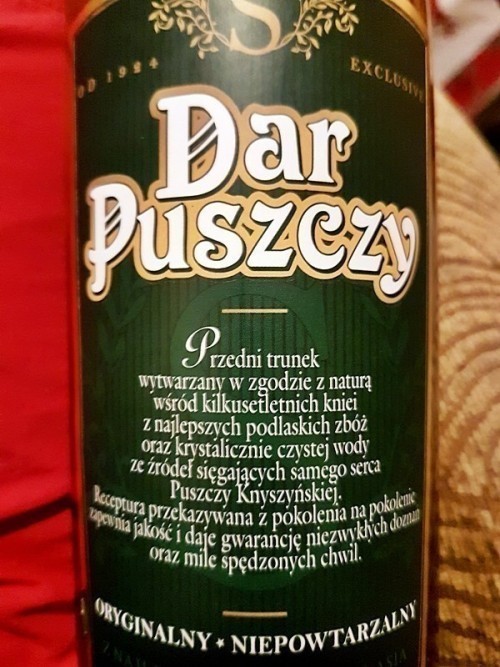 S
OD 1924 EXCLUSIVE
Dar
Puszczy
Przedni trunek
wytwarzany w zgodzie z naturą
wśród kilkusetletnich kniei
z najlepszych podlaskich zbóż
oraz krystalicznie czystej wody
ze źródeł sięgających samego serca
Puszczy Knyszyńskiej.
Receptura przekazywana z pokolenia na pokolenie
zapewnia jakość i daje gwarancję niezwykłych doznań
oraz mile spędzonych chwil.
ORYGINALNY ★ NIEPOWTARZALNY